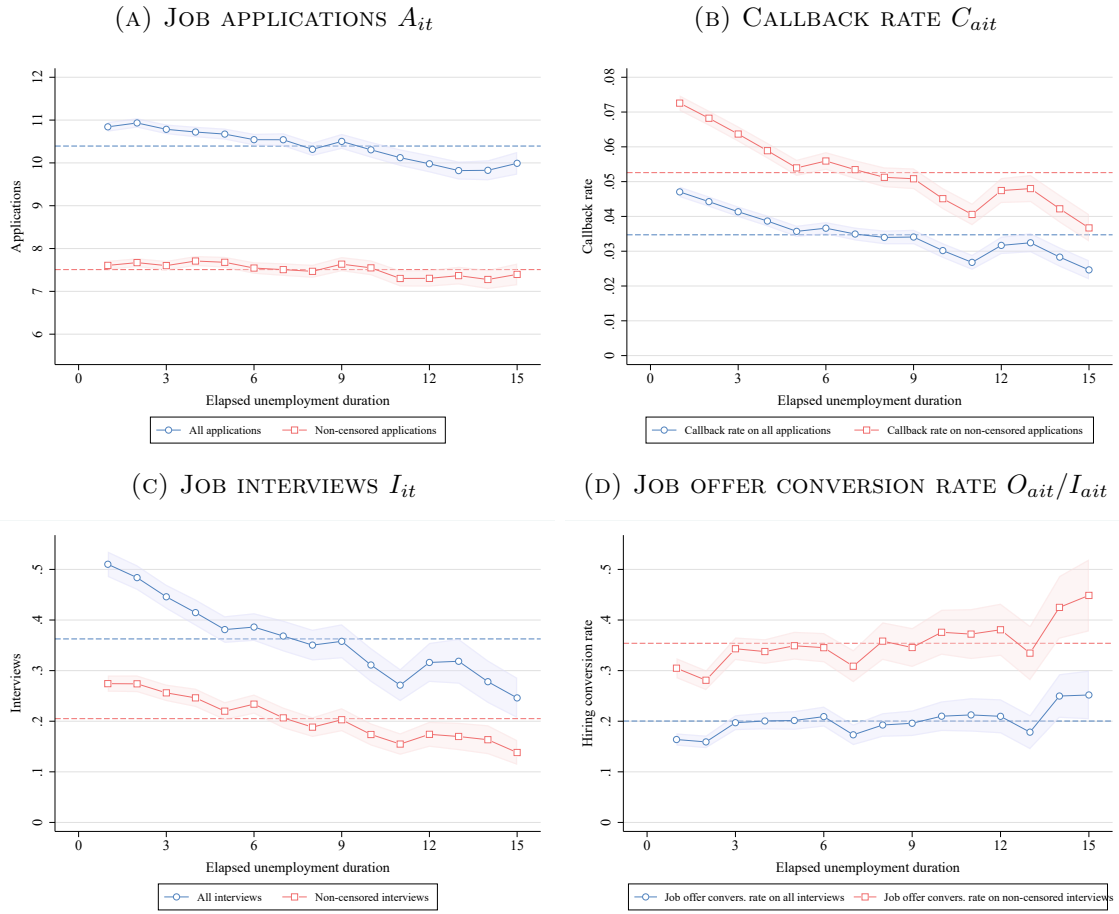 (A) Job applications A_it
12
11
10
9
8
7
6
Applications
0 3 6 9 12 15
Elapsed unemployment duration
All applications Non-censored applications
(B) Callback rate C_ait
.08
.07
.06
.05
.04
.03
.02
.01
0
Callback rate
0 3 6 9 12 15
Elapsed unemployment duration
Callback rate on all applications Callback rate on non-censored applications
(C) Job interviews I_it
.5
.4
.3
.2
.1
0
Interviews
0 3 6 9 12 15
Elapsed unemployment duration
All interviews Non-censored interviews
(D) Job offer conversion rate O_ait/I_ait
.5
.4
.3
.2
.1
0
Hiring conversion rate
0 3 6 9 12 15
Elapsed unemployment duration
Job offer convers. rate on all interviews Job offer convers. rate on non-censored interviews